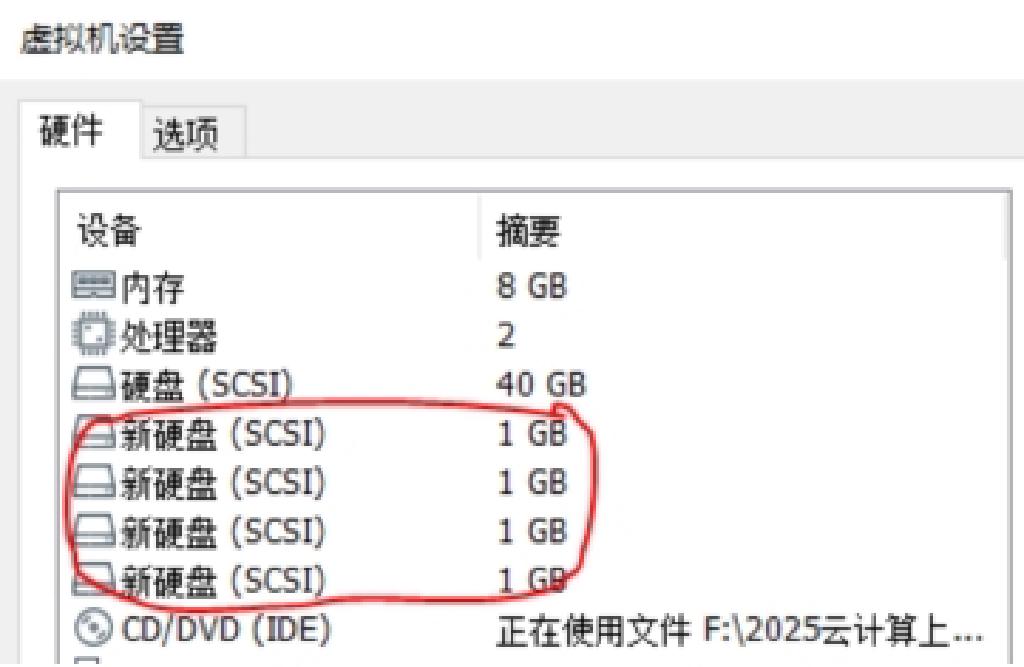 虚拟机设置
硬件 选项
设备 摘要
内存 8 GB
处理器 2
硬盘 (SCSI) 40 GB
新硬盘 (SCSI) 1 GB
新硬盘 (SCSI) 1 GB
新硬盘 (SCSI) 1 GB
新硬盘 (SCSI) 1 GB
CD/DVD (IDE) 正在使用文件 F:\2025云计算上...